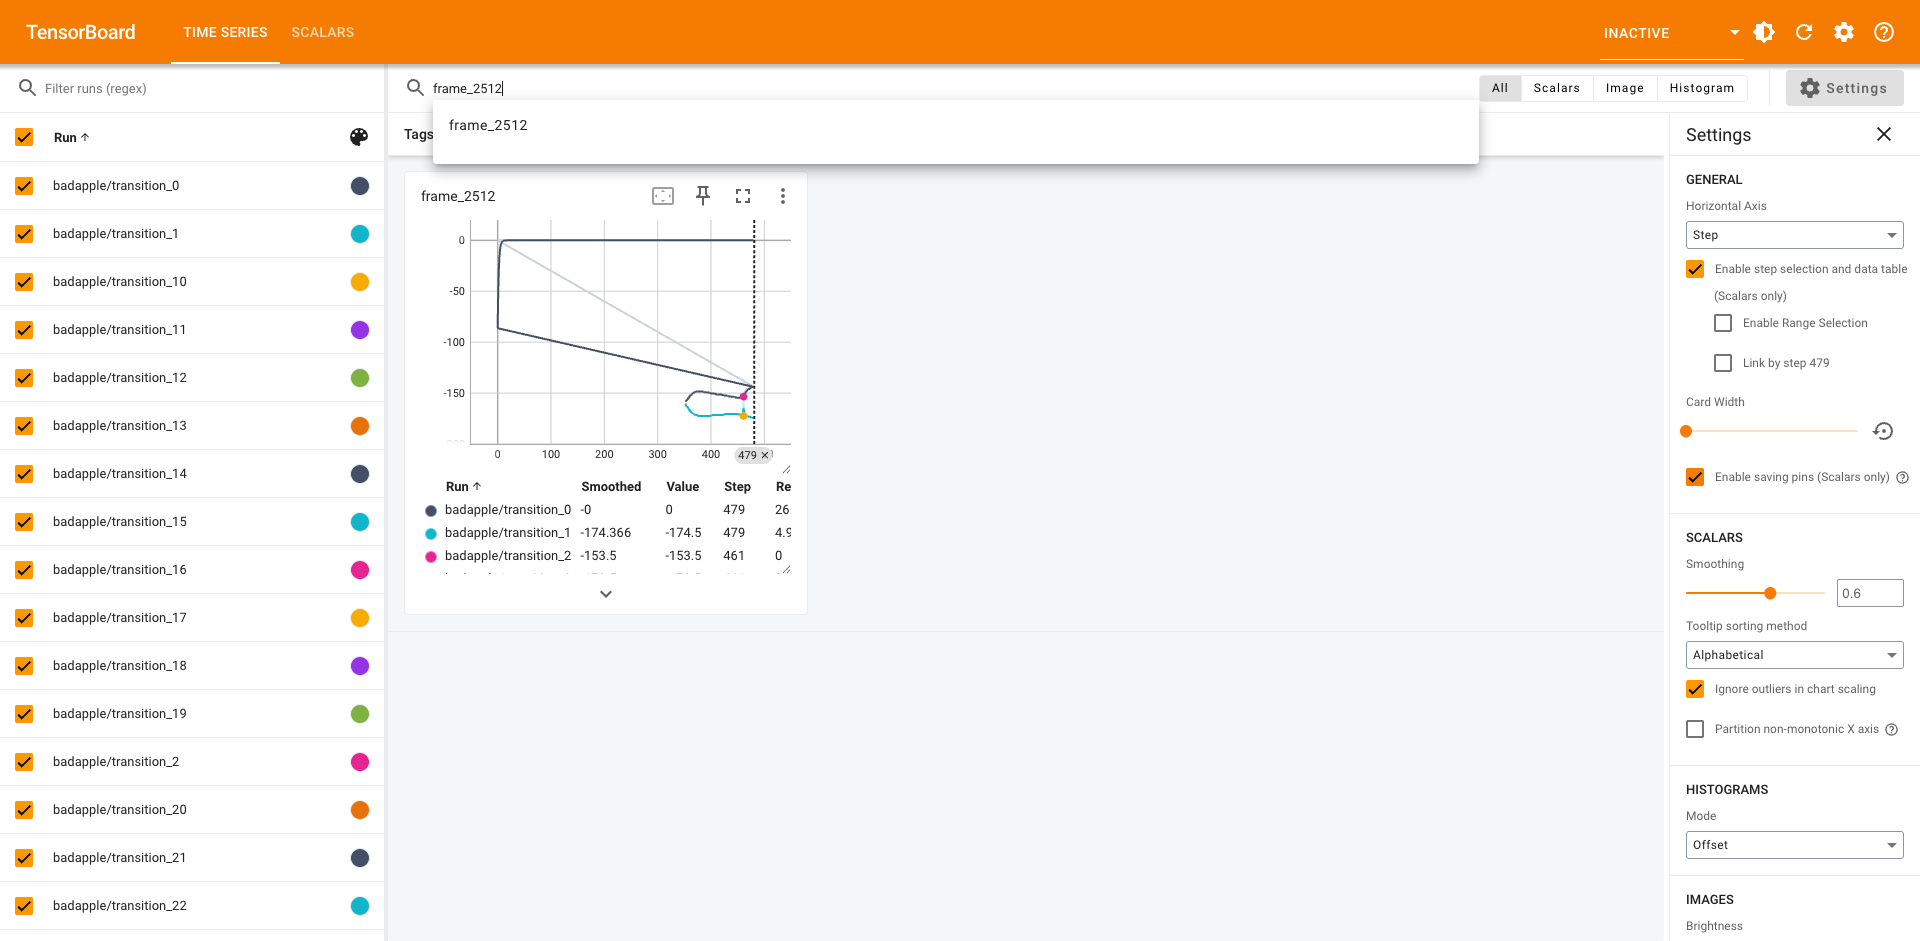 TensorBoard
TIME SERIES
SCALARS
INACTIVE
Filter runs (regex)
frame_2512
All
Scalars
Image
Histogram
Settings
frame_2512
Run
Tags
Settings
badapple/transition_0
badapple/transition_1
badapple/transition_10
badapple/transition_11
badapple/transition_12
badapple/transition_13
badapple/transition_14
badapple/transition_15
badapple/transition_16
badapple/transition_17
badapple/transition_18
badapple/transition_19
badapple/transition_2
badapple/transition_20
badapple/transition_21
badapple/transition_22
frame_2512
0
-50
-100
-150
0
100
200
300
400
479
Run Smoothed Value Step Re
badapple/transition_0 -0 0 479 26.
badapple/transition_1 -174.366 -174.5 479 4.9
badapple/transition_2 -153.5 -153.5 461 0
GENERAL
Horizontal Axis
Step
Enable step selection and data table
(Scalars only)
Enable Range Selection
Link by step 479
Card Width
Enable saving pins (Scalars only)
SCALARS
Smoothing
0.6
Tooltip sorting method
Alphabetical
Ignore outliers in chart scaling
Partition non-monotonic X axis
HISTOGRAMS
Mode
Offset
IMAGES
Brightness